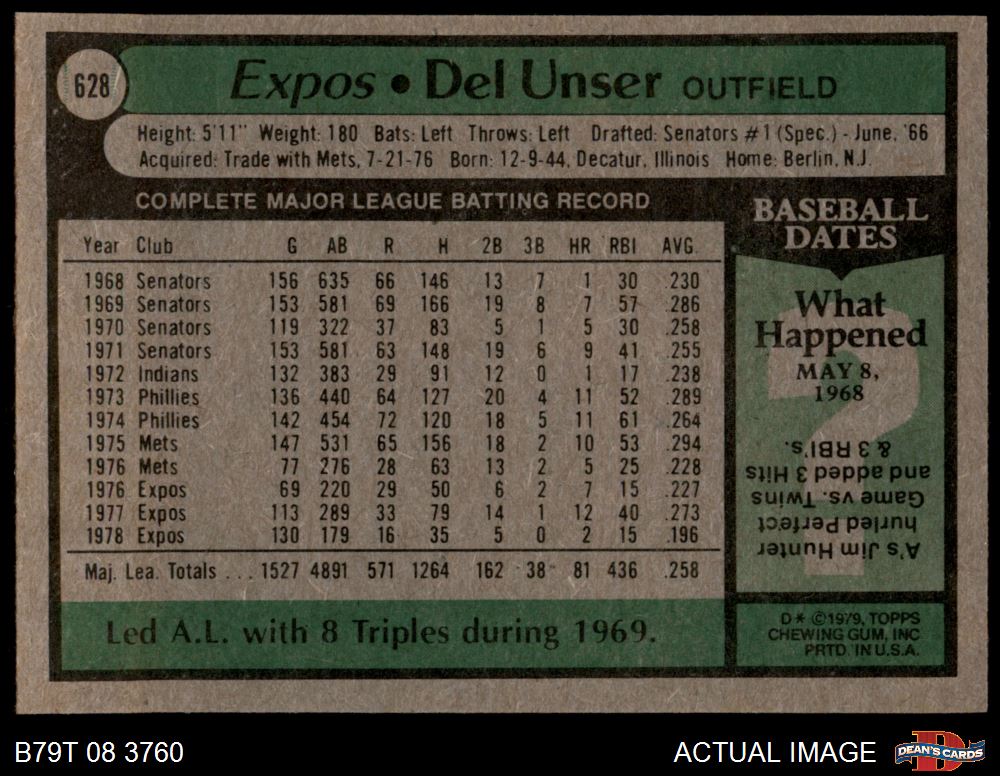 628
Expos • Del Unser OUTFIELD
Height: 5'11" Weight: 180 Bats: Left Throws: Left Drafted: Senators #1 (Spec.) - June, '66
Acquired: Trade with Mets, 7-21-76 Born: 12-9-44, Decatur, Illinois Home: Berlin, N.J.
COMPLETE MAJOR LEAGUE BATTING RECORD
Year Club G AB R H 2B 3B HR RBI AVG.
1968 Senators 156 635 66 146 13 7 1 30 .230
1969 Senators 153 581 69 166 19 8 7 57 .286
1970 Senators 119 322 37 83 5 1 5 30 .258
1971 Senators 153 581 63 148 19 6 9 41 .255
1972 Indians 132 383 29 91 12 0 1 17 .238
1973 Phillies 136 440 64 127 20 4 11 52 .289
1974 Phillies 142 454 72 120 18 5 11 61 .264
1975 Mets 147 531 65 156 18 2 10 53 .294
1976 Mets 77 276 28 63 13 2 5 25 .228
1976 Expos 69 220 29 50 6 2 7 15 .227
1977 Expos 113 289 33 79 14 1 12 40 .273
1978 Expos 130 179 16 35 5 0 2 15 .196
Maj. Lea. Totals ... 1527 4891 571 1264 162 38 81 436 .258
Led A.L. with 8 Triples during 1969.
BASEBALL
DATES
What
Happened
MAY 8,
1968
?
A's Jim Hunter
hurled Perfect
Game vs. Twins
and added 3 Hits
& 3 RBI's.
D* ©1979, TOPPS
CHEWING GUM, INC
PRTD. IN U.S.A.
B79T 08 3760
ACTUAL IMAGE
D
DEAN'S CARDS